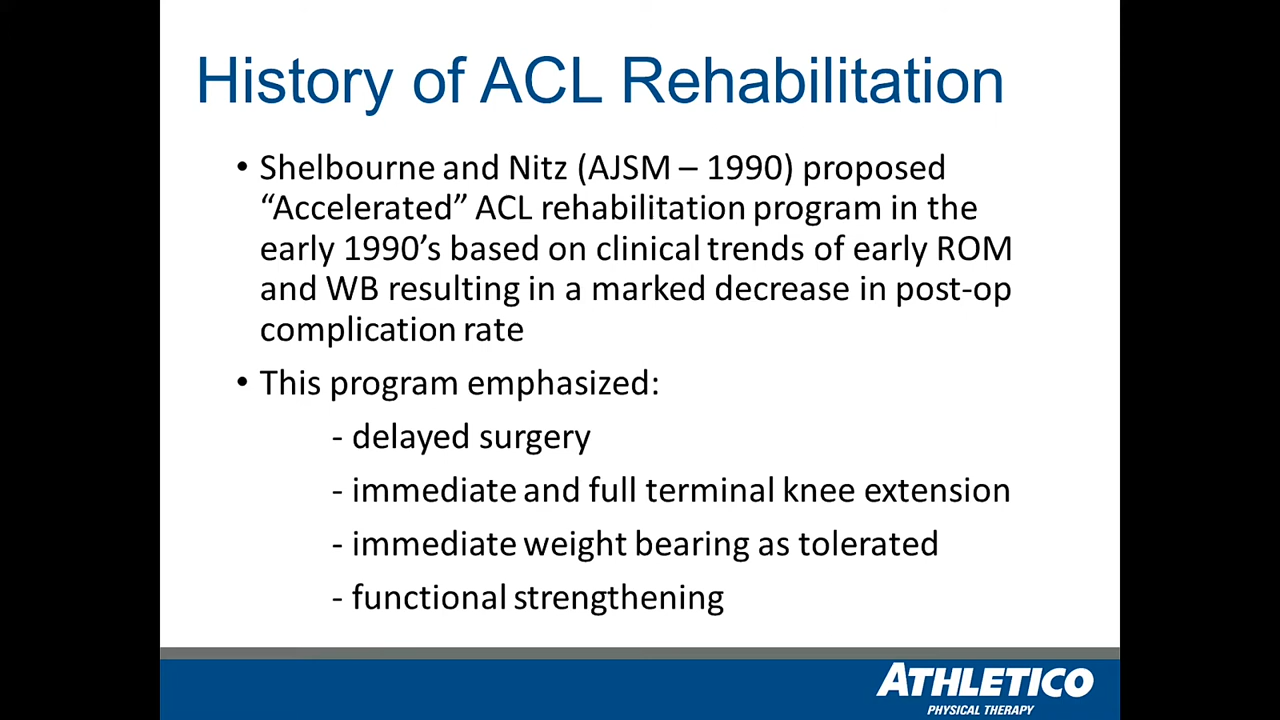 History of ACL Rehabilitation
• Shelbourne and Nitz (AJSM – 1990) proposed
“Accelerated” ACL rehabilitation program in the
early 1990’s based on clinical trends of early ROM
and WB resulting in a marked decrease in post-op
complication rate
• This program emphasized:
- delayed surgery
- immediate and full terminal knee extension
- immediate weight bearing as tolerated
- functional strengthening
ATHLETICO
PHYSICAL THERAPY